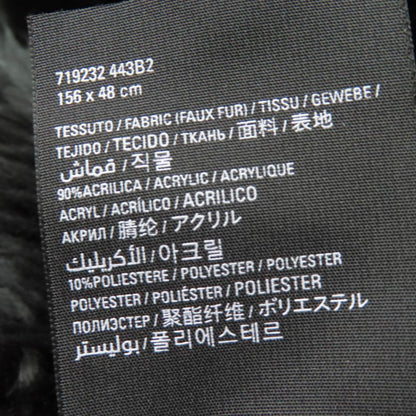 719232 443B2
156 x 48 cm
TESSUTO / FABRIC (FAUX FUR) / TISSU / GEWEBE /
TEJIDO / TECIDO / ТКАНЬ / 面料 / 表地
/ قماش / 직물
90%ACRILICA / ACRYLIC / ACRYLIQUE
ACRYL / ACRÍLICO / ACRILICO
АКРИЛ / 腈纶 / アクリル
الأكريليك / 아크릴
10%POLIESTERE / POLYESTER / POLYESTER
POLYESTER / POLIÉSTER / POLIESTER
ПОЛИЭСТЕР / 聚酯纤维 / ポリエステル
بوليستر / 폴리에스테르